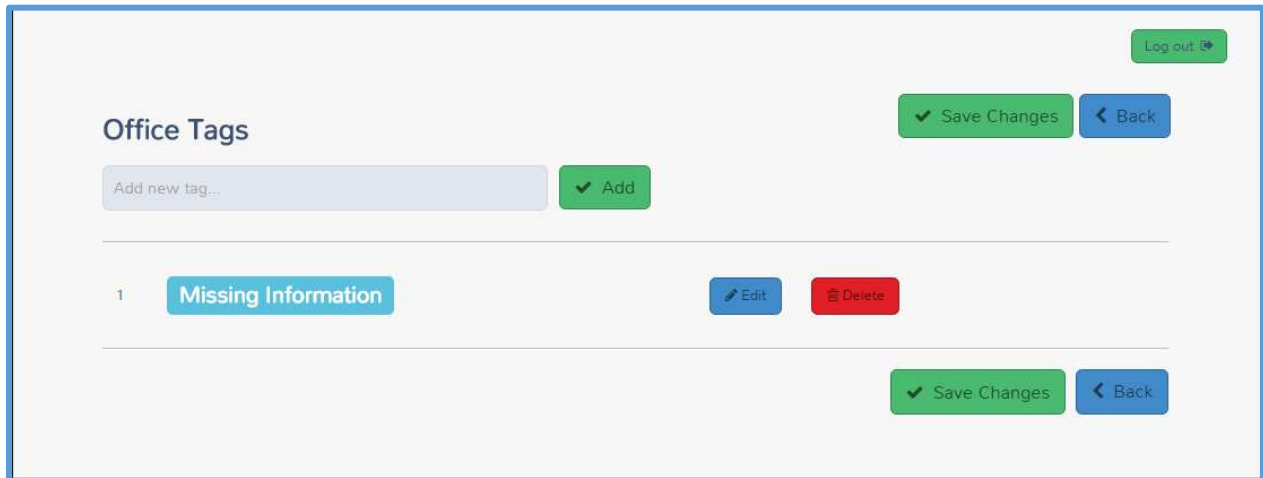 Log out
Office Tags
Save Changes
Back
Add new tag...
Add
1
Missing Information
Edit
Delete
Save Changes
Back